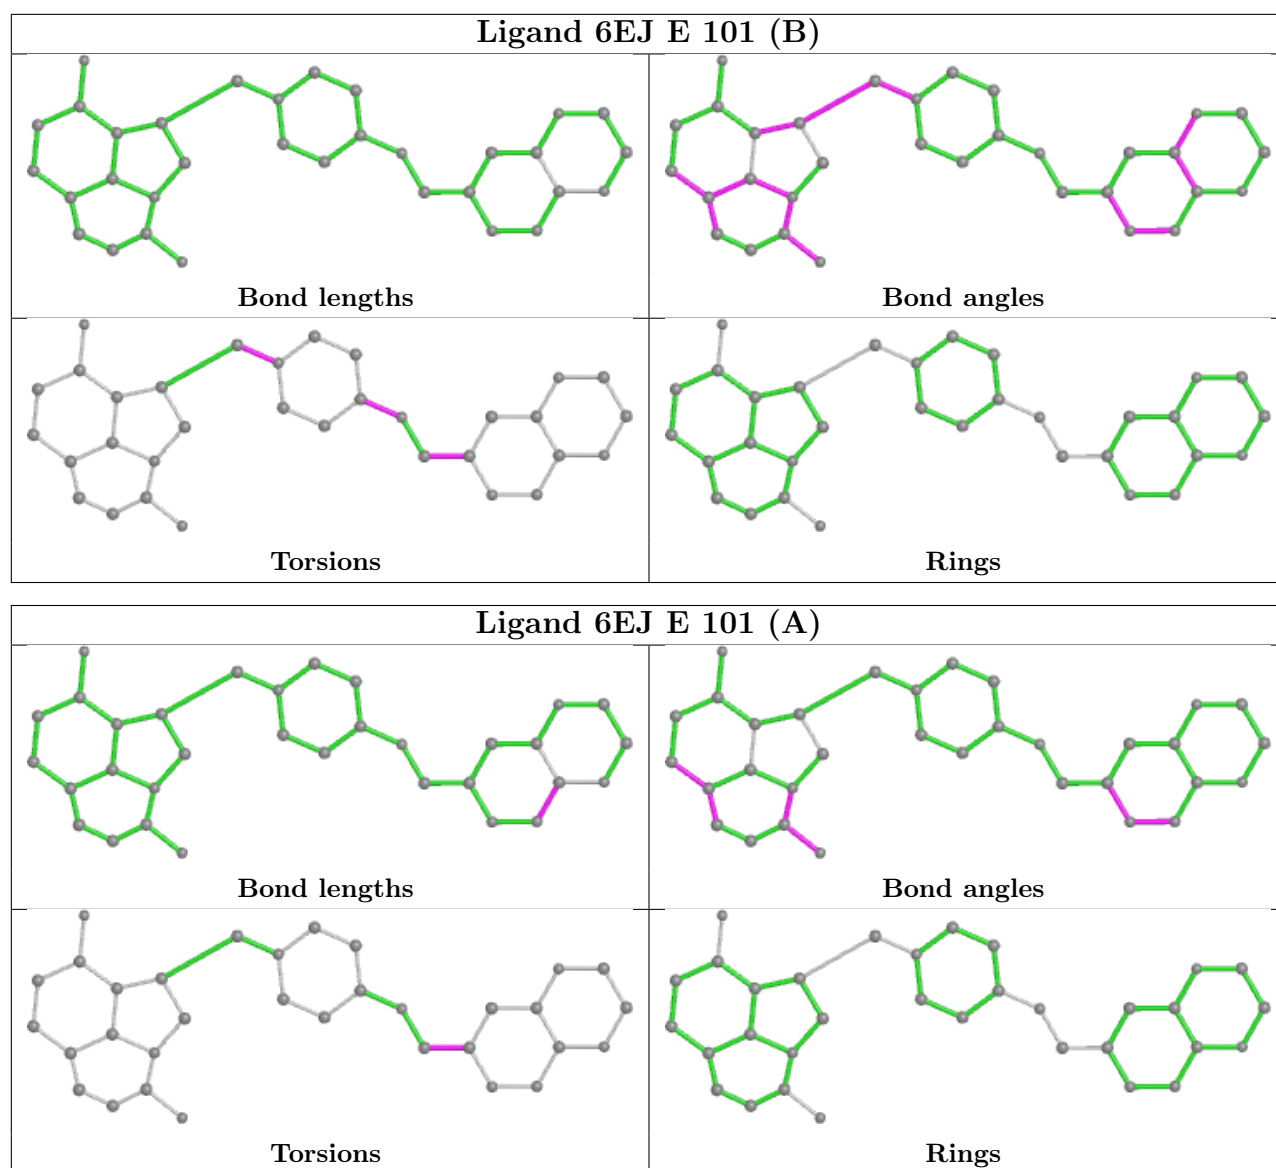 Ligand 6EJ E 101 (B)
Bond lengths
Bond angles
Torsions
Rings
Ligand 6EJ E 101 (A)
Bond lengths
Bond angles
Torsions
Rings